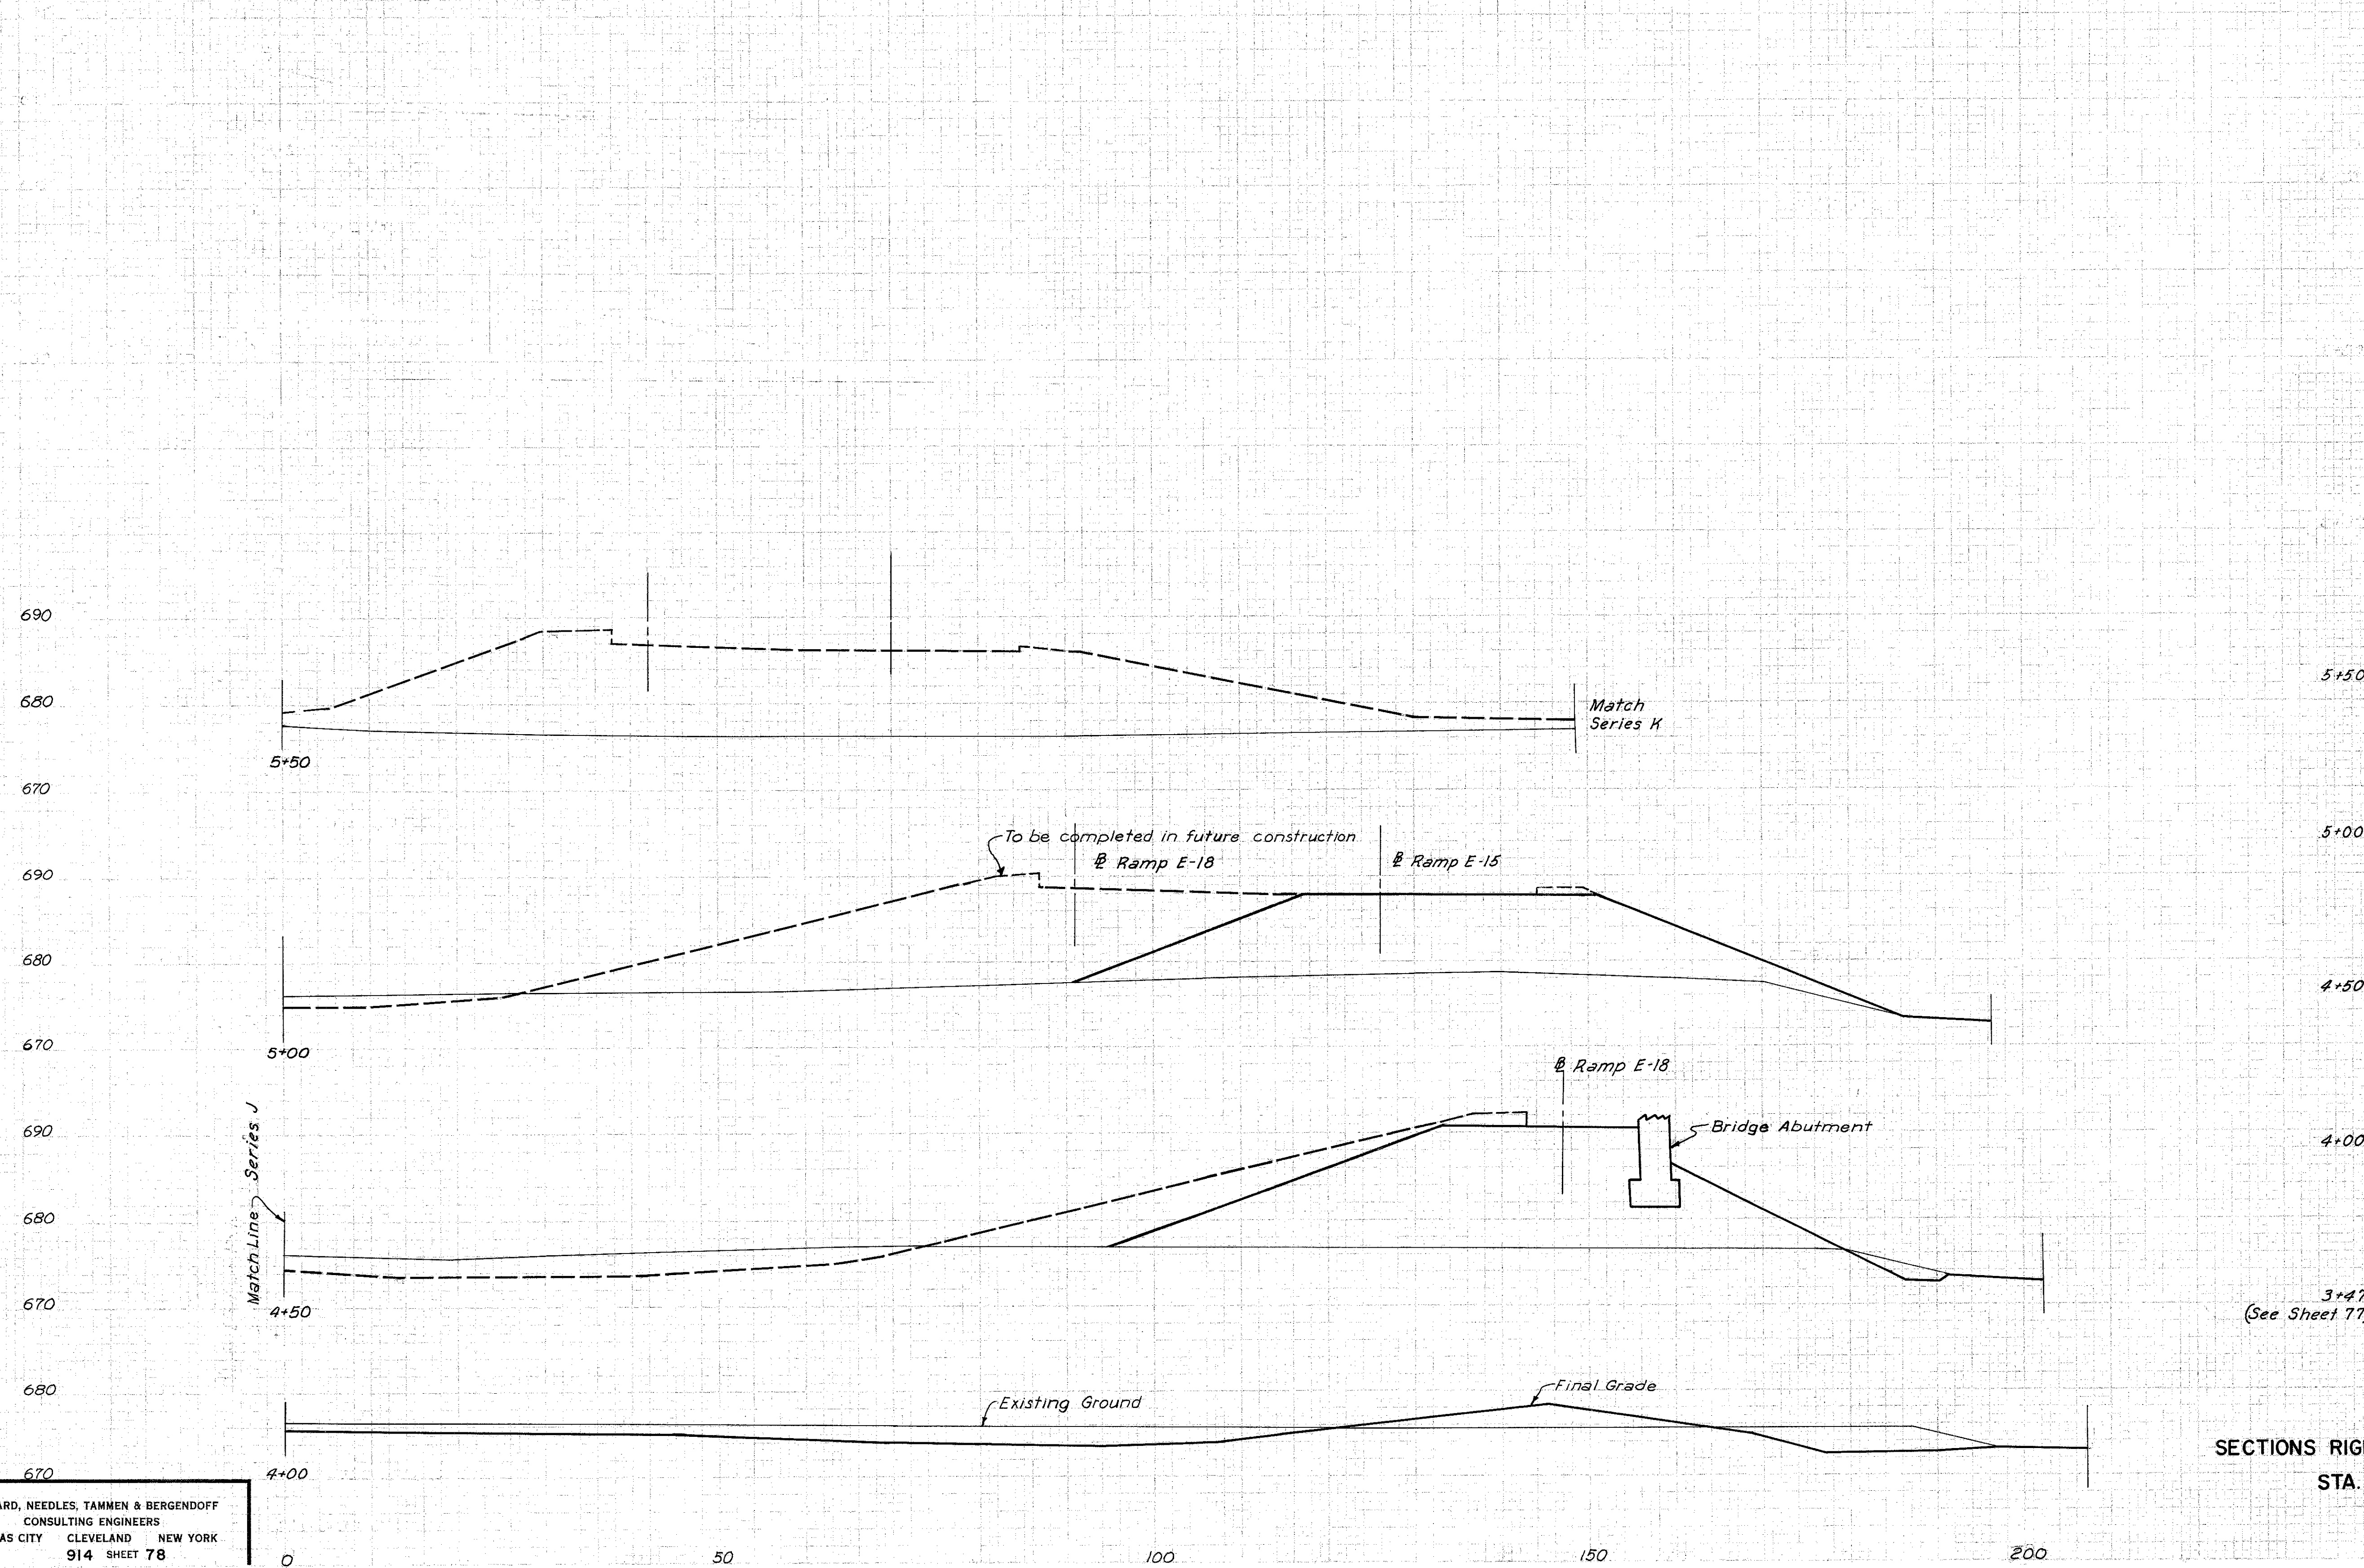 690
680
Match
Series K
5+50
5+50
670
To be completed in future construction
5+00
℄ Ramp E-18
℄ Ramp E-15
690
680
4+50
670
5+00
℄ Ramp E-18
690
Bridge Abutment
4+00
Match Line Series J
680
670
4+50
3+47
(See Sheet 77
680
Final Grade
Existing Ground
SECTIONS RIG
670
4+00
STA.
ARD, NEEDLES, TAMMEN & BERGENDOFF
CONSULTING ENGINEERS
AS CITY CLEVELAND NEW YORK
914 SHEET 78
0
50
100
150
200